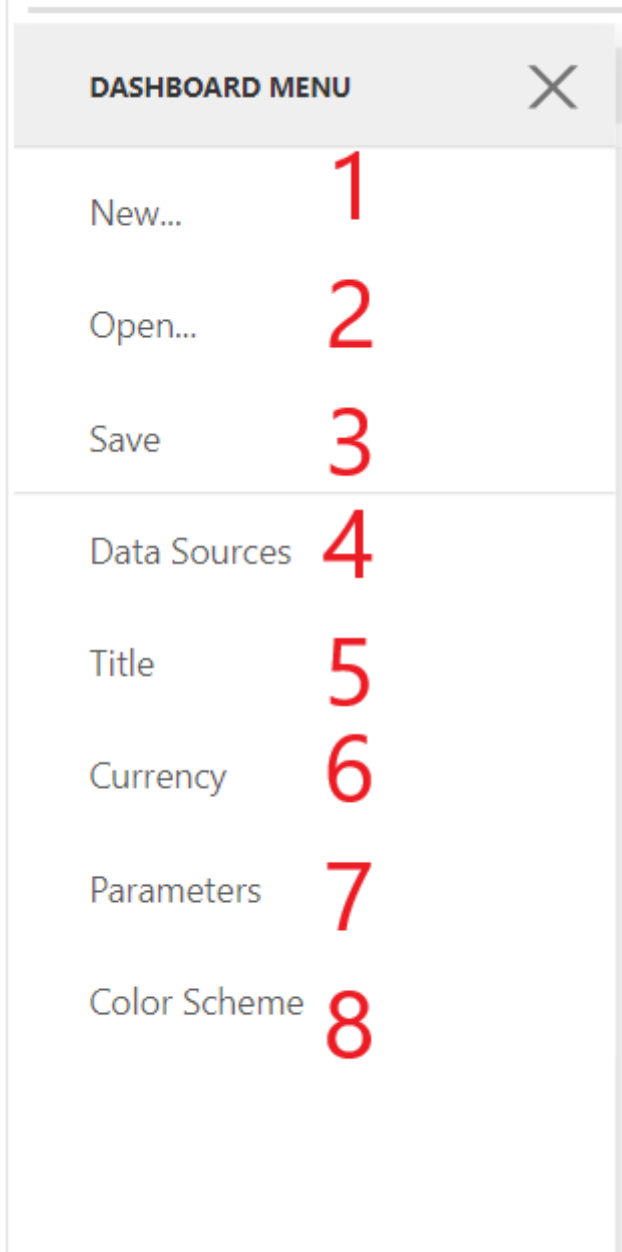 DASHBOARD MENU
New... 1
Open... 2
Save 3
Data Sources 4
Title 5
Currency 6
Parameters 7
Color Scheme 8